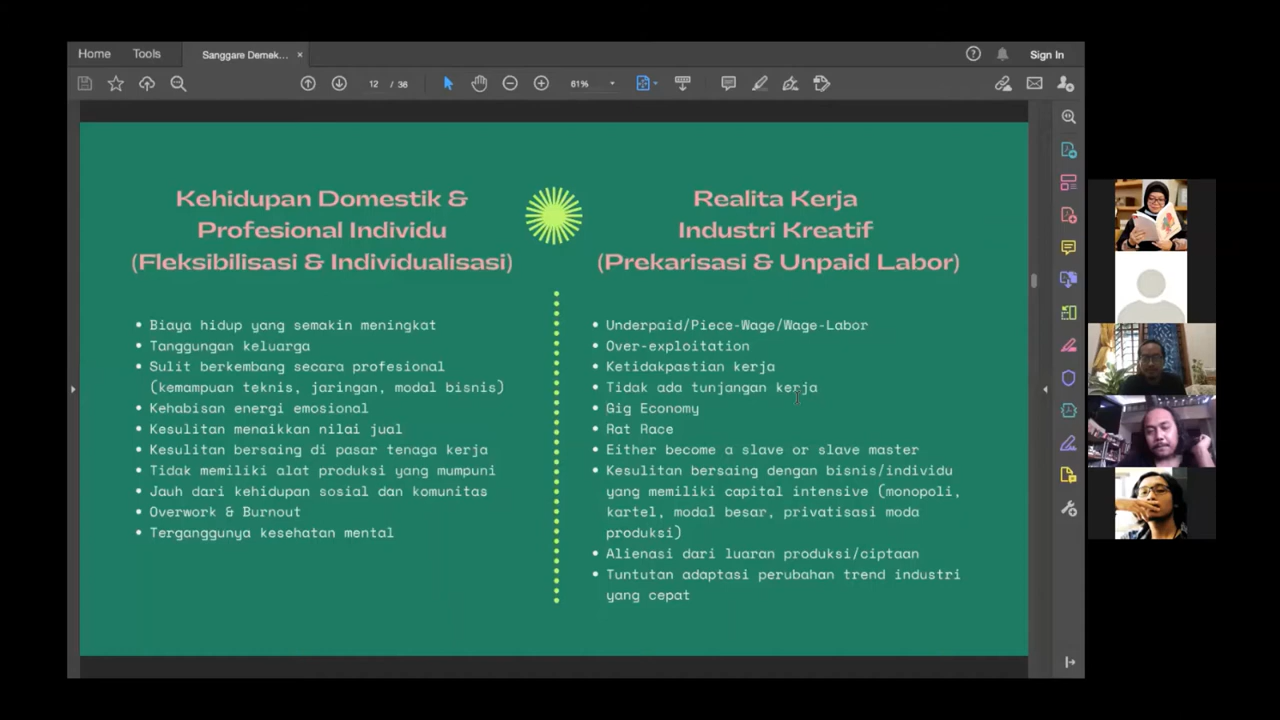 Home
Tools
Sanggare Demek...
Sign In
12 / 36
61%
Kehidupan Domestik &
Profesional Individu
(Fleksibilisasi & Individualisasi)
Biaya hidup yang semakin meningkat
Tanggungan keluarga
Sulit berkembang secara profesional
(kemampuan teknis, jaringan, modal bisnis)
Kehabisan energi emosional
Kesulitan menaikkan nilai jual
Kesulitan bersaing di pasar tenaga kerja
Tidak memiliki alat produksi yang mumpuni
Jauh dari kehidupan sosial dan komunitas
Overwork & Burnout
Terganggunya kesehatan mental
Realita Kerja
Industri Kreatif
(Prekarisasi & Unpaid Labor)
Underpaid/Piece-Wage/Wage-Labor
Over-exploitation
Ketidakpastian kerja
Tidak ada tunjangan kerja
Gig Economy
Rat Race
Either become a slave or slave master
Kesulitan bersaing dengan bisnis/individu
yang memiliki capital intensive (monopoli,
kartel, modal besar, privatisasi moda
produksi)
Alienasi dari luaran produksi/ciptaan
Tuntutan adaptasi perubahan trend industri
yang cepat